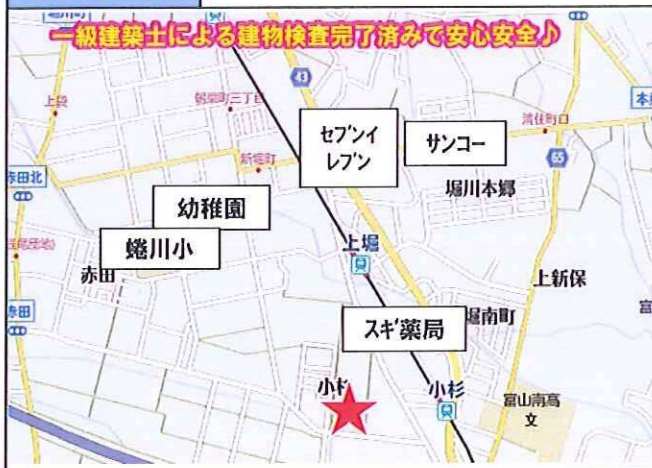 堀川町
一級建築士による建物検査完了済みで安心安全♪
43
上袋
朝菜町三丁目
セブンイ
レブン
サンコー
清住町口
本郷
赤田北
新堀町
65
堀川本郷
幼稚園
蜷川小
赤田
上堀
上新保
赤田
スギ薬局
堀南町
富
小杉
小杉
富山南高
文